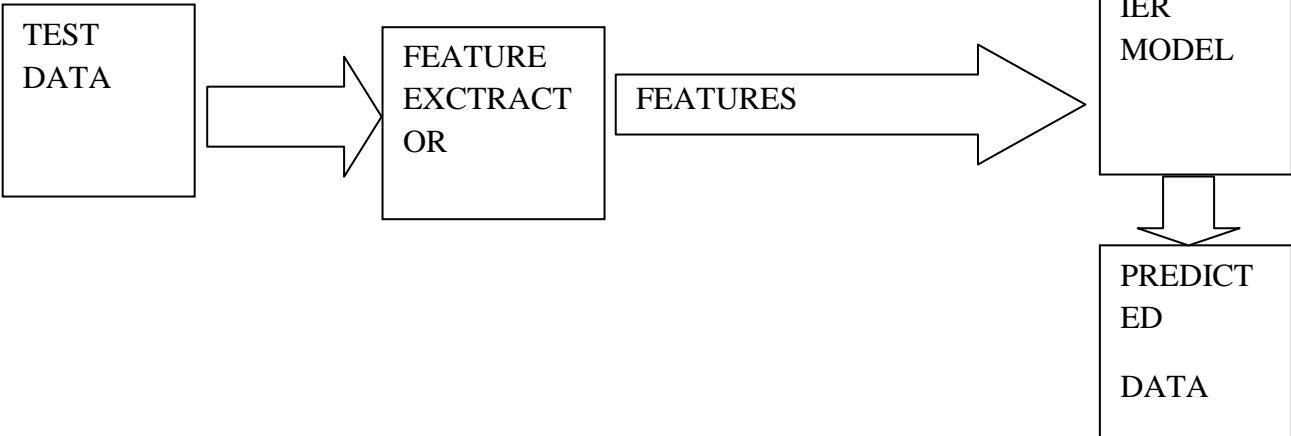 TEST
DATA
FEATURE
EXCTRACT
OR
FEATURES
IER
MODEL
PREDICT
ED
DATA